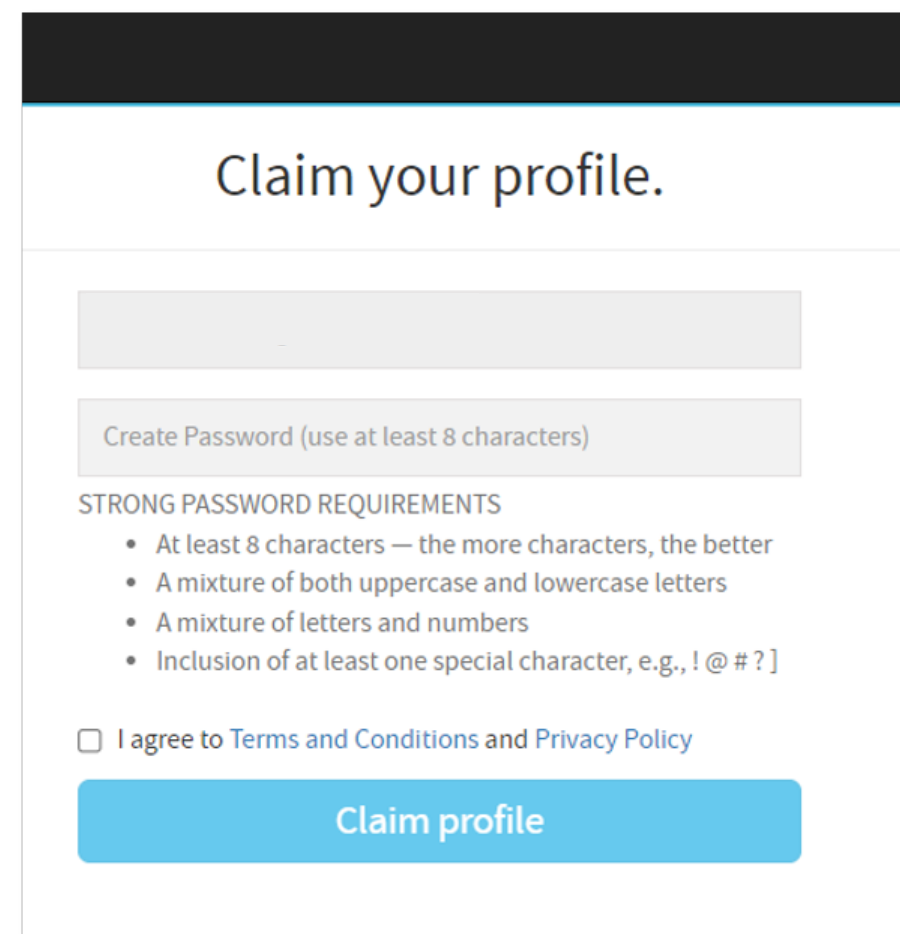 Claim your profile.
Create Password (use at least 8 characters)
STRONG PASSWORD REQUIREMENTS
• At least 8 characters — the more characters, the better
• A mixture of both uppercase and lowercase letters
• A mixture of letters and numbers
• Inclusion of at least one special character, e.g., ! @ # ? ]
I agree to Terms and Conditions and Privacy Policy
Claim profile